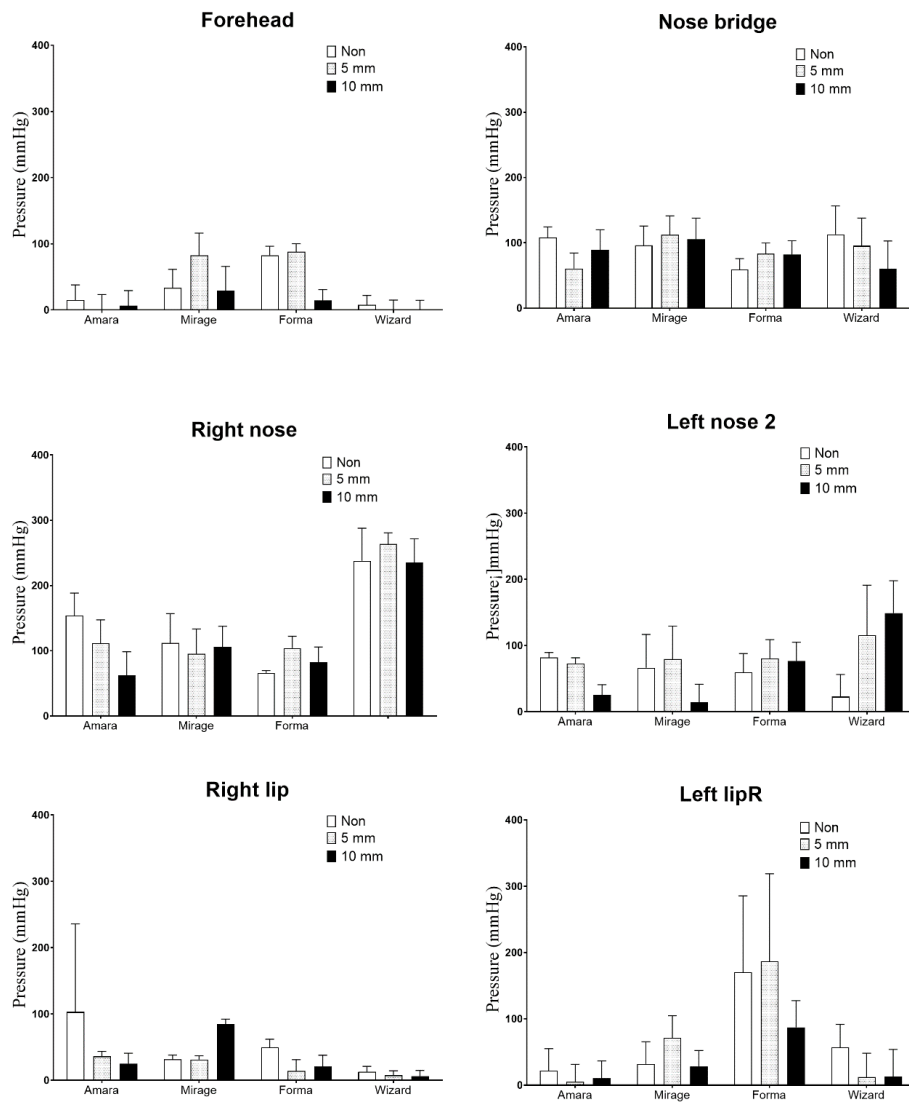 Forehead
Non
5 mm
10 mm
Pressure (mmHg)
400
300
200
100
0
Amara Mirage Forma Wizard
Nose bridge
Non
5 mm
10 mm
Pressure (mmHg)
400
300
200
100
0
Amara Mirage Forma Wizard
Right nose
Non
5 mm
10 mm
Pressure (mmHg)
400
300
200
100
0
Amara Mirage Forma
Left nose 2
Non
5 mm
10 mm
Pressure¡]mmHg)
400
300
200
100
0
Amara Mirage Forma Wizard
Right lip
Non
5 mm
10 mm
Pressure (mmHg)
400
300
200
100
0
Amara Mirage Forma Wizard
Left lipR
Non
5 mm
10 mm
Pressure (mmHg)
400
300
200
100
0
Amara Mirage Forma Wizard